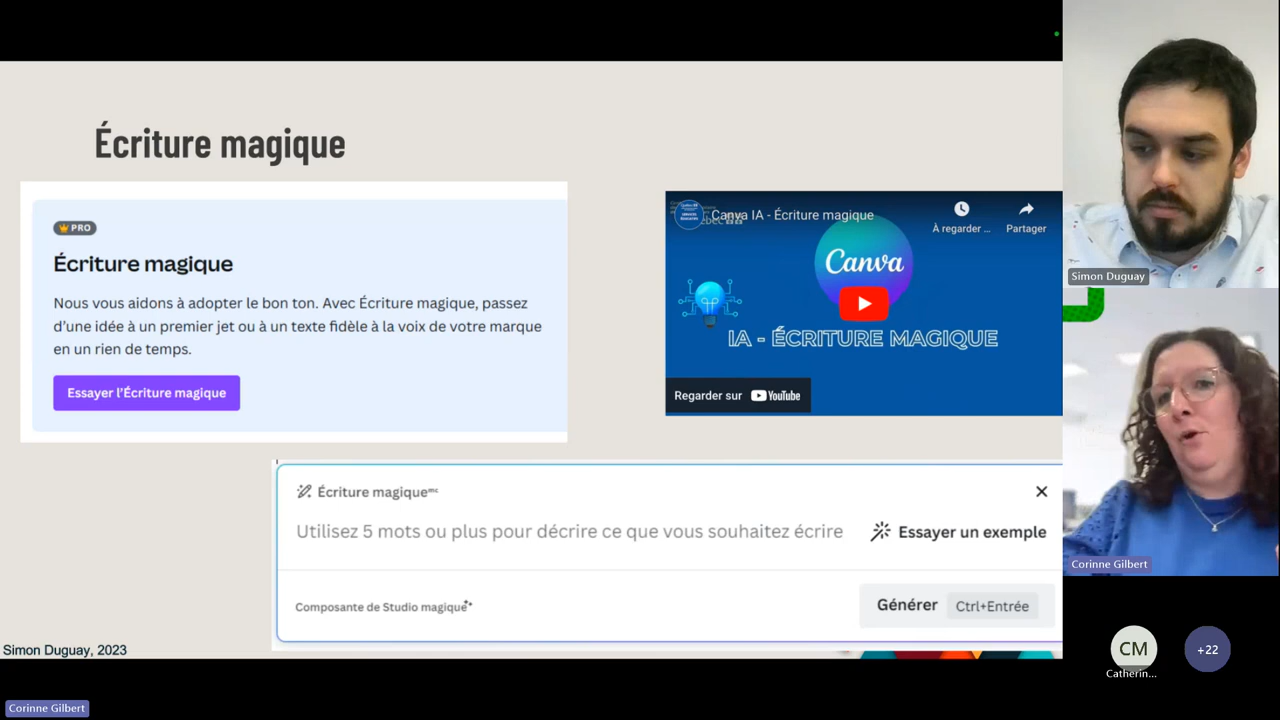 Écriture magique
PRO
Écriture magique
Nous vous aidons à adopter le bon ton. Avec Écriture magique, passez
d'une idée à un premier jet ou à un texte fidèle à la voix de votre marque
en un rien de temps.
Essayer l'Écriture magique
Canva IA - Écriture magique
À regarder ...
Partager
Canva
IA - ÉCRITURE MAGIQUE
Regarder sur YouTube
Écriture magiqueᵐᶜ
Utilisez 5 mots ou plus pour décrire ce que vous souhaitez écrire
Essayer un exemple
Composante de Studio magique
Générer Ctrl+Entrée
Simon Duguay, 2023
Corinne Gilbert
Simon Duguay
Corinne Gilbert
CM
Catherin...
+22